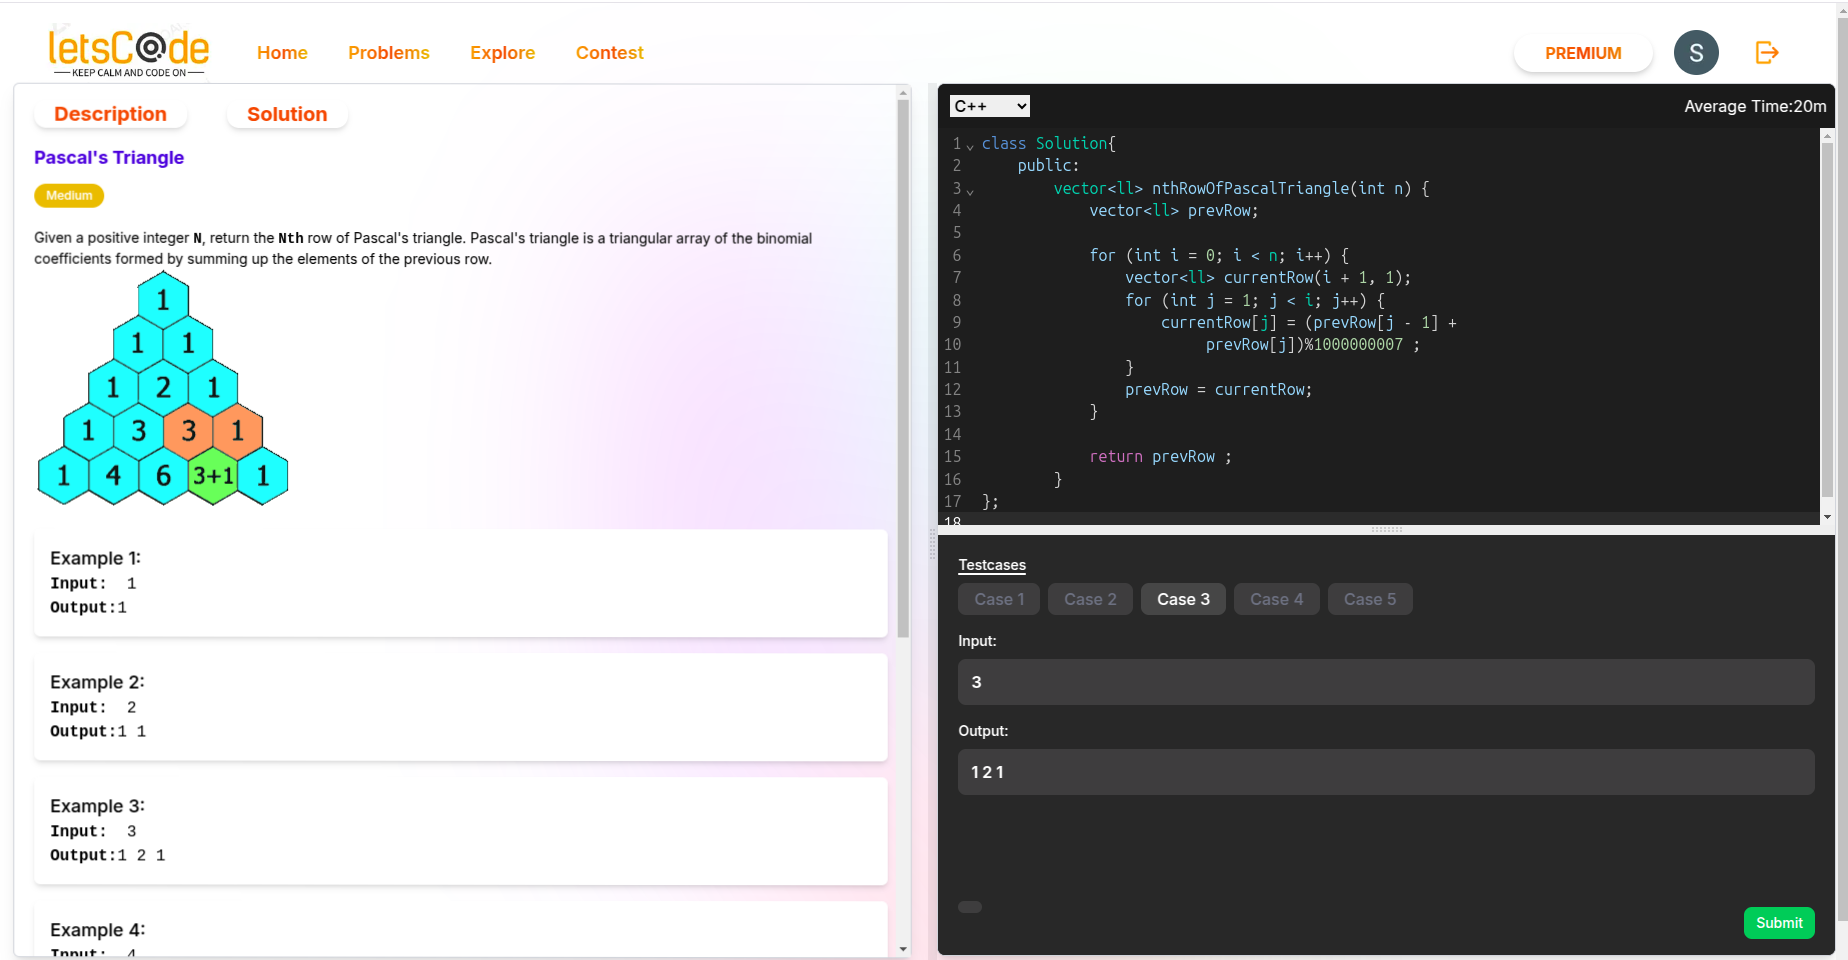 letsC@de
KEEP CALM AND CODE ON
Home Problems Explore Contest
PREMIUM
S
Description Solution
Pascal's Triangle
Medium
Given a positive integer N, return the Nth row of Pascal's triangle. Pascal's triangle is a triangular array of the binomial
coefficients formed by summing up the elements of the previous row.
1
1 1
1 2 1
1 3 3 1
1 4 6 3+1 1
Example 1:
Input: 1
Output:1
Example 2:
Input: 2
Output:1 1
Example 3:
Input: 3
Output:1 2 1
Example 4:
Input: 4
C++
Average Time:20m
1 class Solution{
2 public:
3 vector<ll> nthRowOfPascalTriangle(int n) {
4 vector<ll> prevRow;
5
6 for (int i = 0; i < n; i++) {
7 vector<ll> currentRow(i + 1, 1);
8 for (int j = 1; j < i; j++) {
9 currentRow[j] = (prevRow[j - 1] +
10 prevRow[j])%1000000007 ;
11 }
12 prevRow = currentRow;
13 }
14
15 return prevRow ;
16 }
17 };
18
Testcases
Case 1 Case 2 Case 3 Case 4 Case 5
Input:
3
Output:
1 2 1
Submit